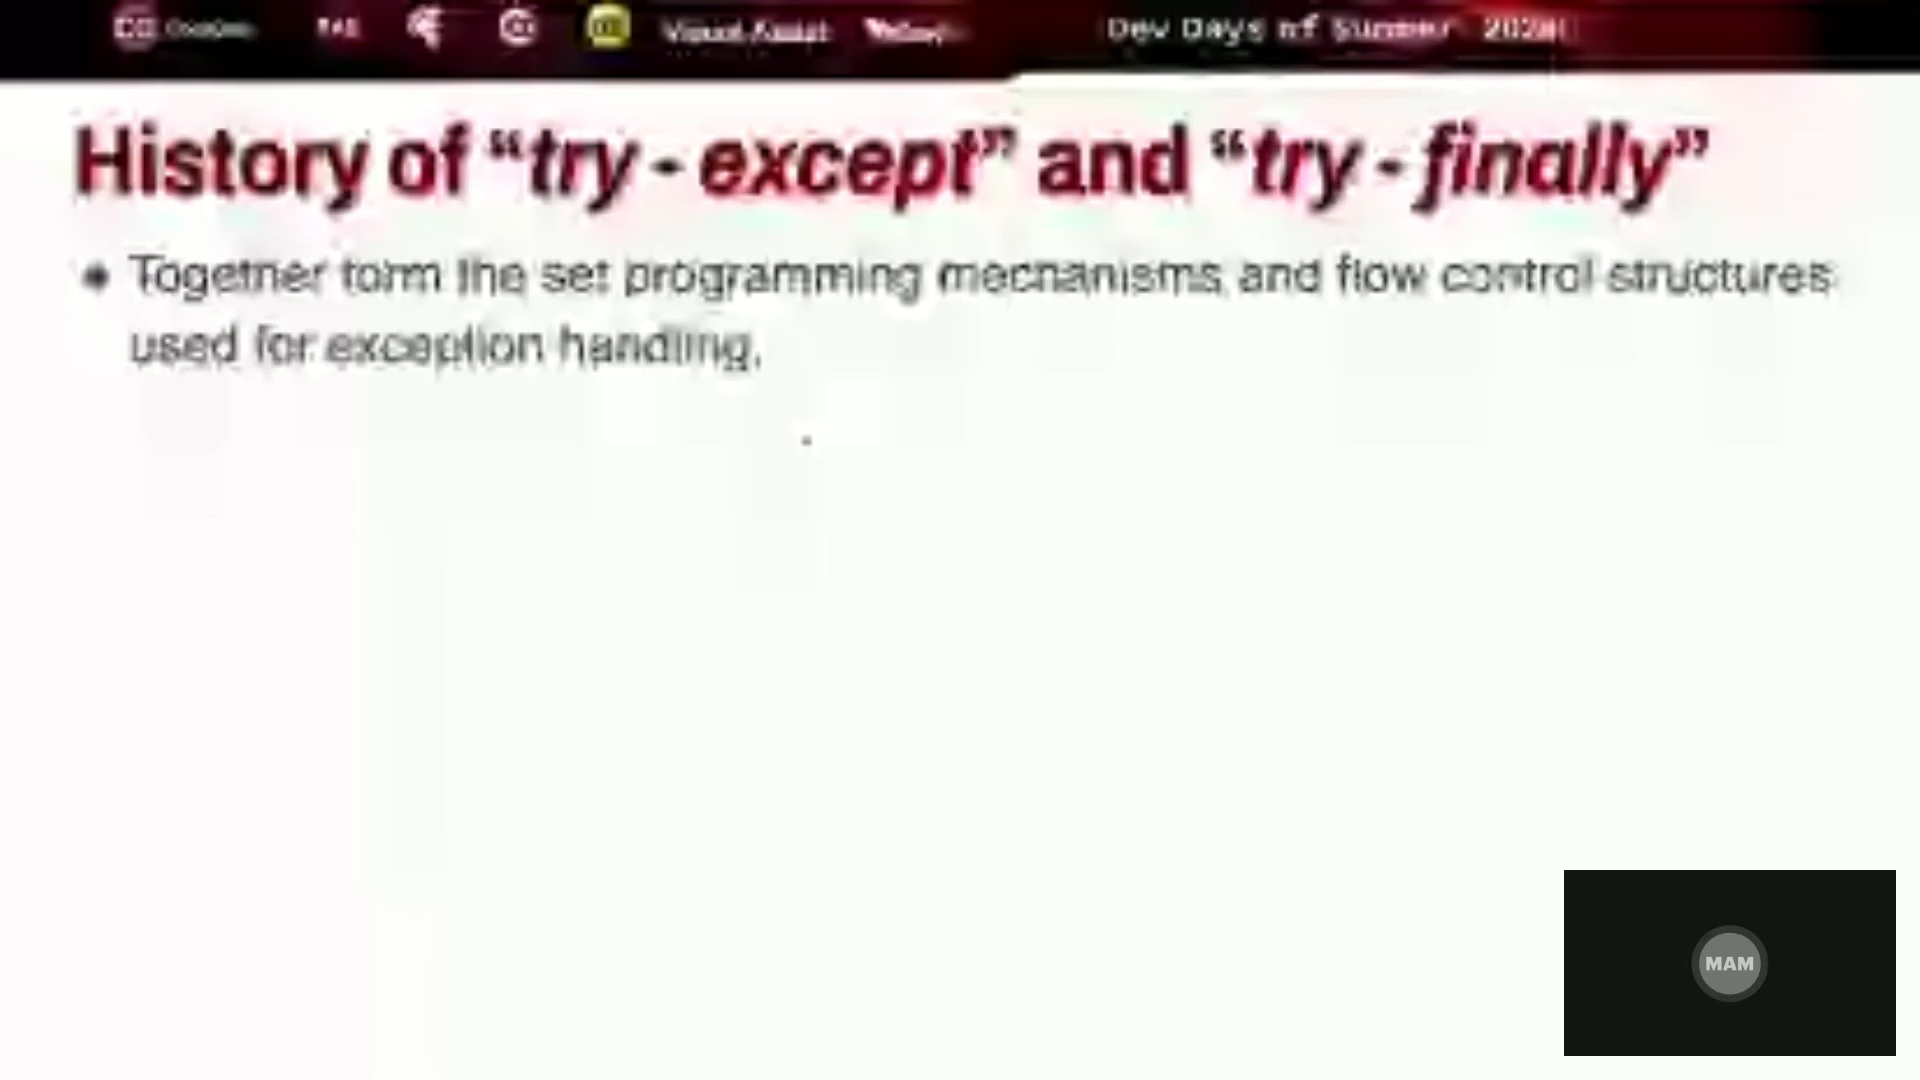 Visual Assist
Dev Days of Summer
History of “try - except” and “try - finally”
• Together form the set programming mechanisms and flow control structures
used for exception handling.
MAM